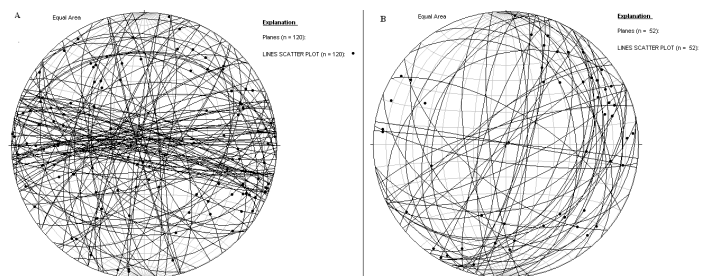 A
Equal Area
Explanation
Planes (n = 120):
LINES SCATTER PLOT (n = 120):
B
Equal Area
Explanation
Planes (n = 52):
LINES SCATTER PLOT (n = 52):